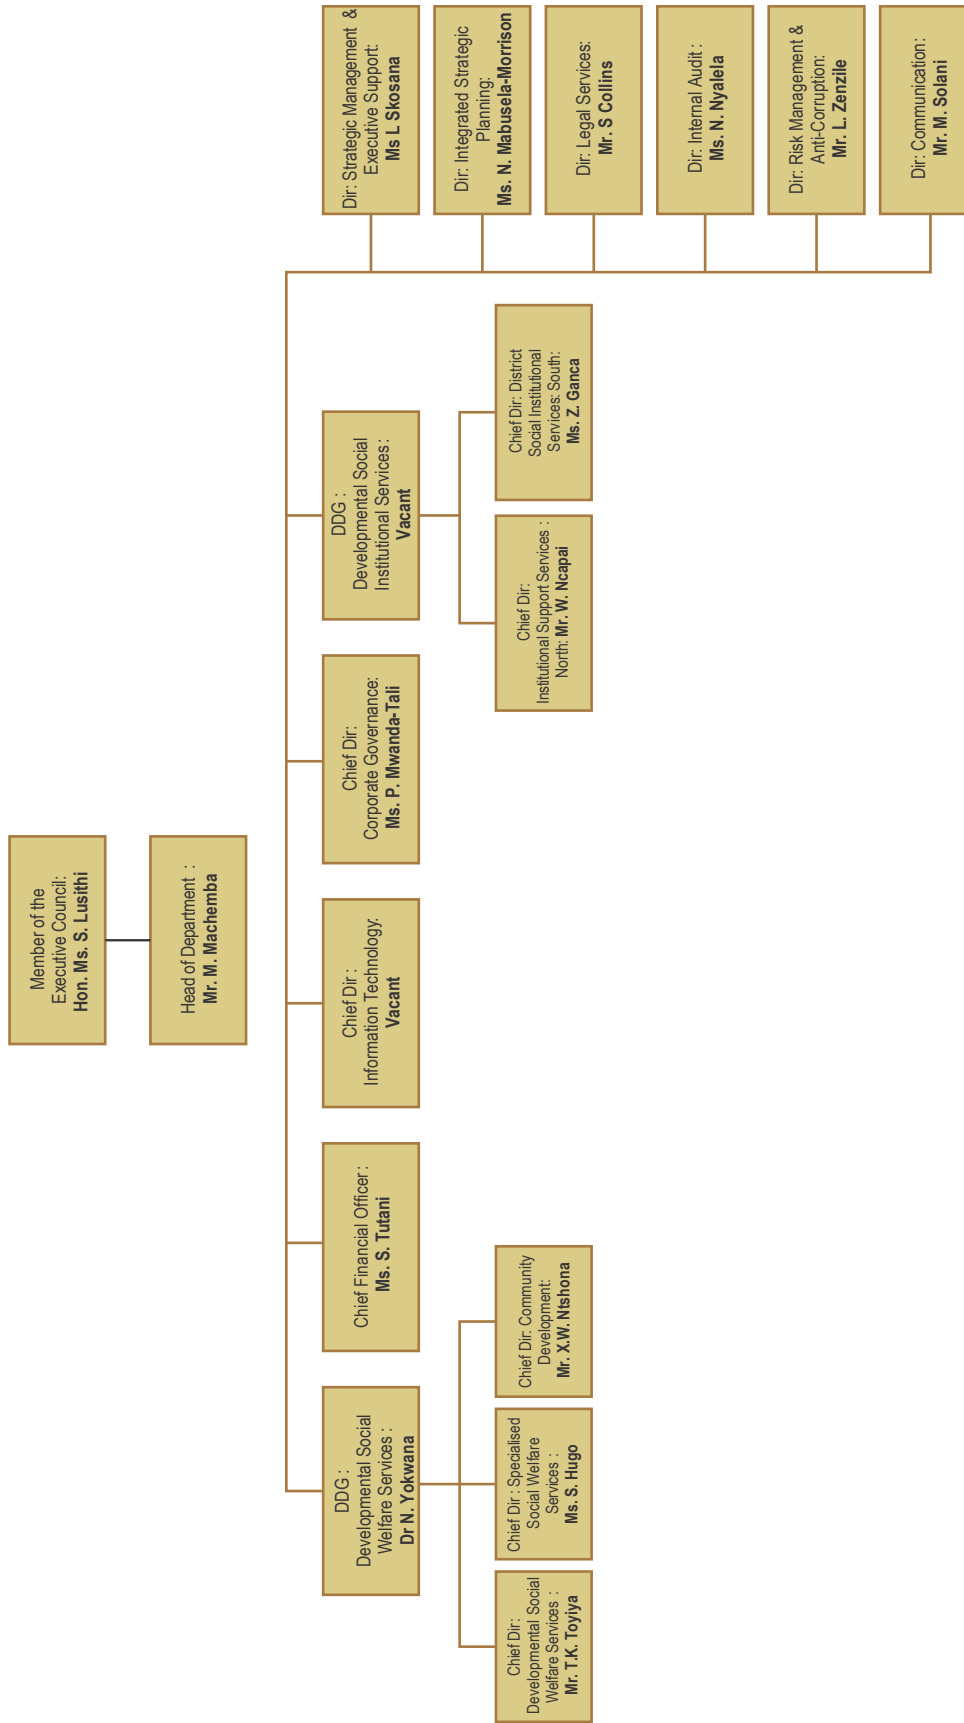 Member of the
Executive Council:
Hon. Ms. S. Lusithi
Head of Department :
Mr. M. Machemba
DDG :
Developmental Social
Welfare Services :
Dr N. Yokwana
Chief Financial Officer :
Ms. S. Tutani
Chief Dir :
Information Technology:
Vacant
Chief Dir:
Corporate Governance:
Ms. P. Mwanda-Tali
DDG :
Developmental Social
Institutional Services :
Vacant
Dir: Strategic Management &
Executive Support:
Ms L Skosana
Dir: Integrated Strategic
Planning:
Ms. N. Mabusela-Morrison
Dir: Legal Services:
Mr. S Collins
Dir: Internal Audit :
Ms. N. Nyalela
Dir: Risk Management &
Anti-Corruption:
Mr. L. Zenzile
Dir: Communication :
Mr. M. Solani
Chief Dir :
Developmental Social
Welfare Services :
Mr. T.K. Toyiya
Chief Dir : Specialised
Social Welfare
Services :
Ms. S. Hugo
Chief Dir: Community
Development:
Mr. X.W. Ntshona
Chief Dir:
Institutional Support Services :
North: Mr. W. Ncapai
Chief Dir: District
Social Institutional
Services: South:
Ms. Z. Ganca